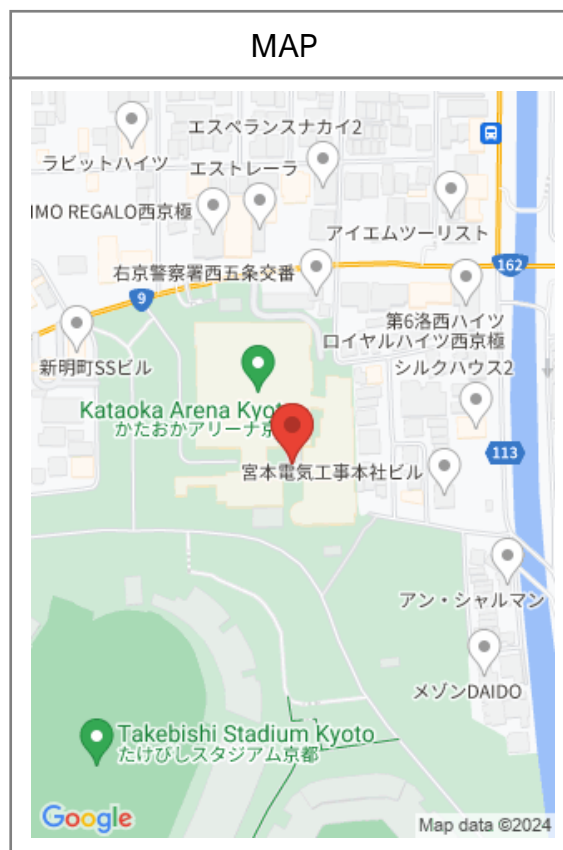 MAP
エスペランスナカイ2
ラビットハイツ
エストレーラ
IMO REGALO西京極
アイエムツーリスト
右京警察署西五条交番
162
9
第6洛西ハイツ
ロイヤルハイツ西京極
新明町SSビル
シルクハウス2
Kataoka Arena Kyoto
かたおかアリーナ京
宮本電気工事本社ビル
113
アン・シャルマン
メゾンDAIDO
Takebishi Stadium Kyoto
たけびしスタジアム京都
Google
Map data ©2024